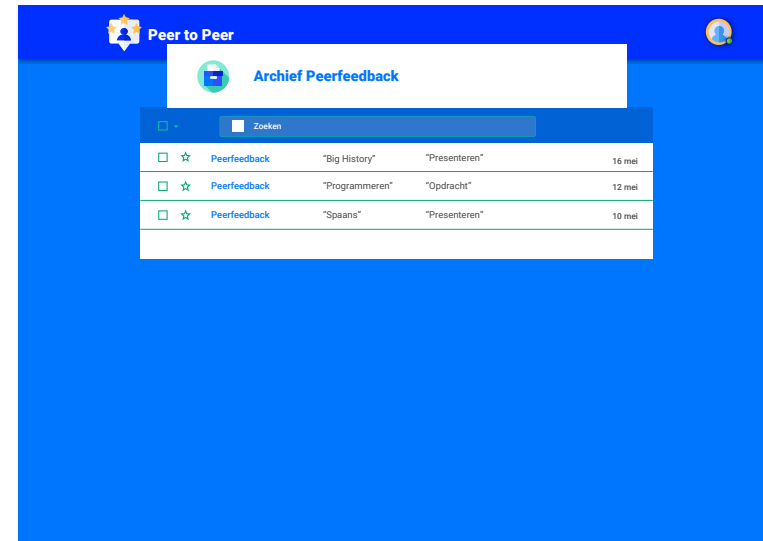 Peer to Peer
Archief Peerfeedback
Zoeken
Peerfeedback "Big History" "Presenteren" 16 mei
Peerfeedback "Programmeren" "Opdracht" 12 mei
Peerfeedback "Spaans" "Presenteren" 10 mei